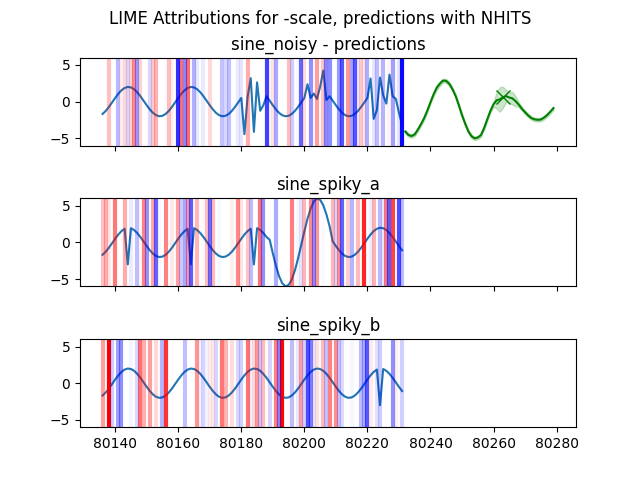 LIME Attributions for -scale, predictions with NHITS
sine_noisy - predictions
5
0
−5
sine_spiky_a
5
0
−5
sine_spiky_b
5
0
−5
80140 80160 80180 80200 80220 80240 80260 80280